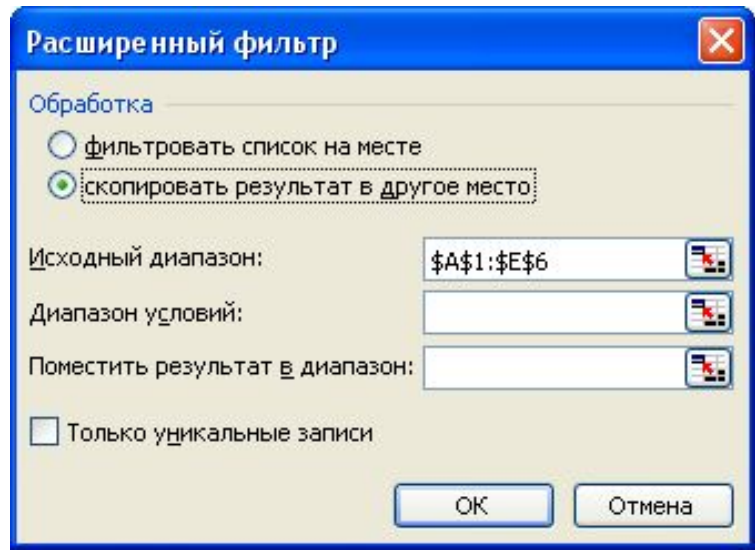 Расширенный фильтр
Обработка
фильтровать список на месте
скопировать результат в другое место
Исходный диапазон: $A$1:$E$6
Диапазон условий:
Поместить результат в диапазон:
Только уникальные записи
ОК Отмена